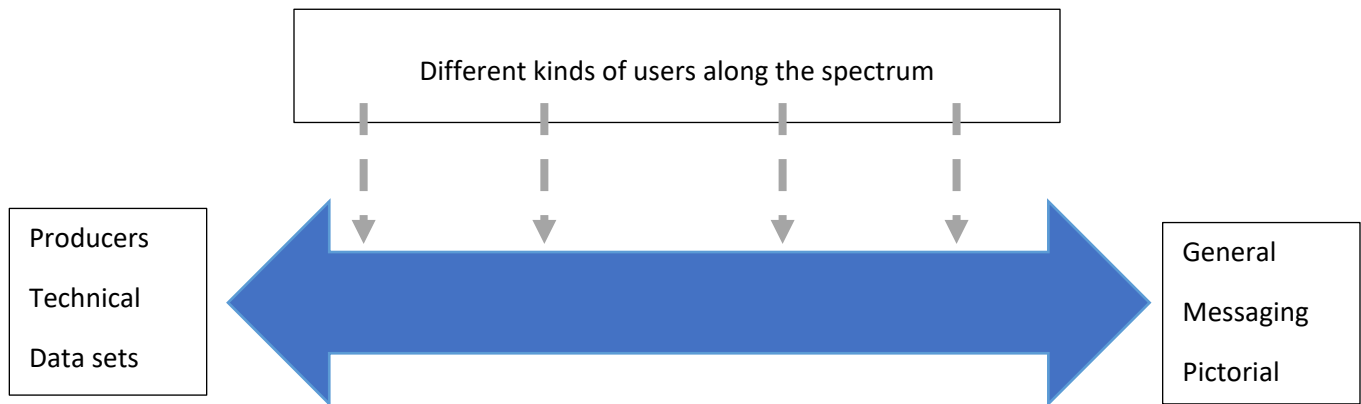 Different kinds of users along the spectrum
Producers
Technical
Data sets
General
Messaging
Pictorial